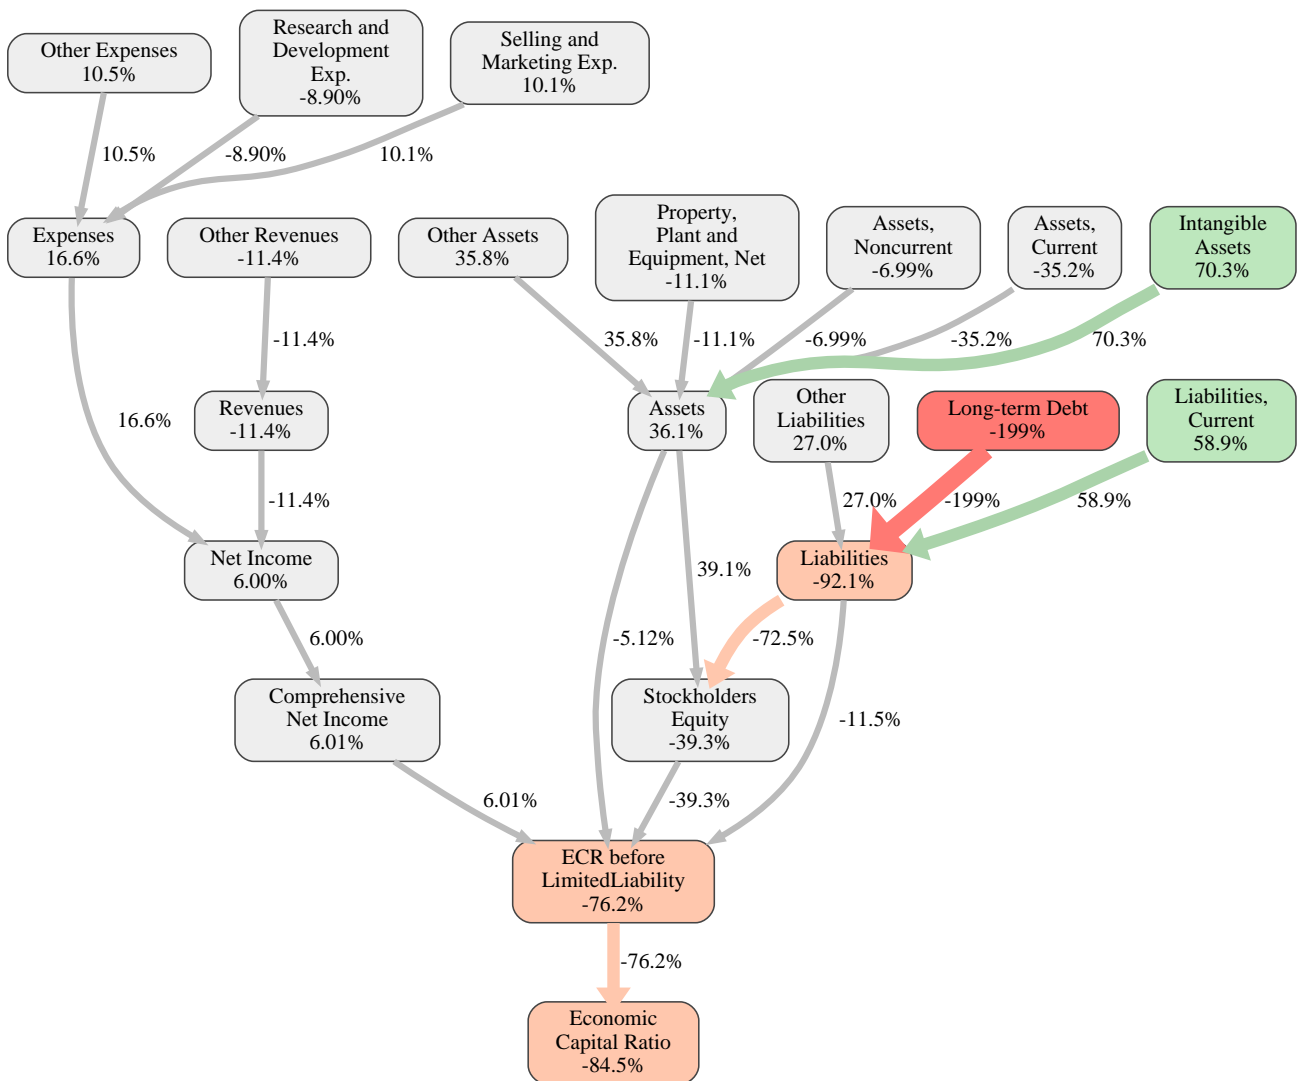 Other Expenses
10.5%
Research and
Development
Exp.
-8.90%
Selling and
Marketing Exp.
10.1%
10.5%
-8.90%
10.1%
Expenses
16.6%
Other Revenues
-11.4%
Other Assets
35.8%
Property,
Plant and
Equipment, Net
-11.1%
Assets,
Noncurrent
-6.99%
Assets,
Current
-35.2%
Intangible
Assets
70.3%
-11.4%
35.8%
-11.1%
-6.99%
-35.2%
70.3%
16.6%
Revenues
-11.4%
Assets
36.1%
Other
Liabilities
27.0%
Long-term Debt
-199%
Liabilities,
Current
58.9%
-11.4%
27.0%
-199%
58.9%
Net Income
6.00%
39.1%
Liabilities
-92.1%
6.00%
-5.12%
-72.5%
Comprehensive
Net Income
6.01%
Stockholders
Equity
-39.3%
-11.5%
6.01%
-39.3%
ECR before
LimitedLiability
-76.2%
-76.2%
Economic
Capital Ratio
-84.5%